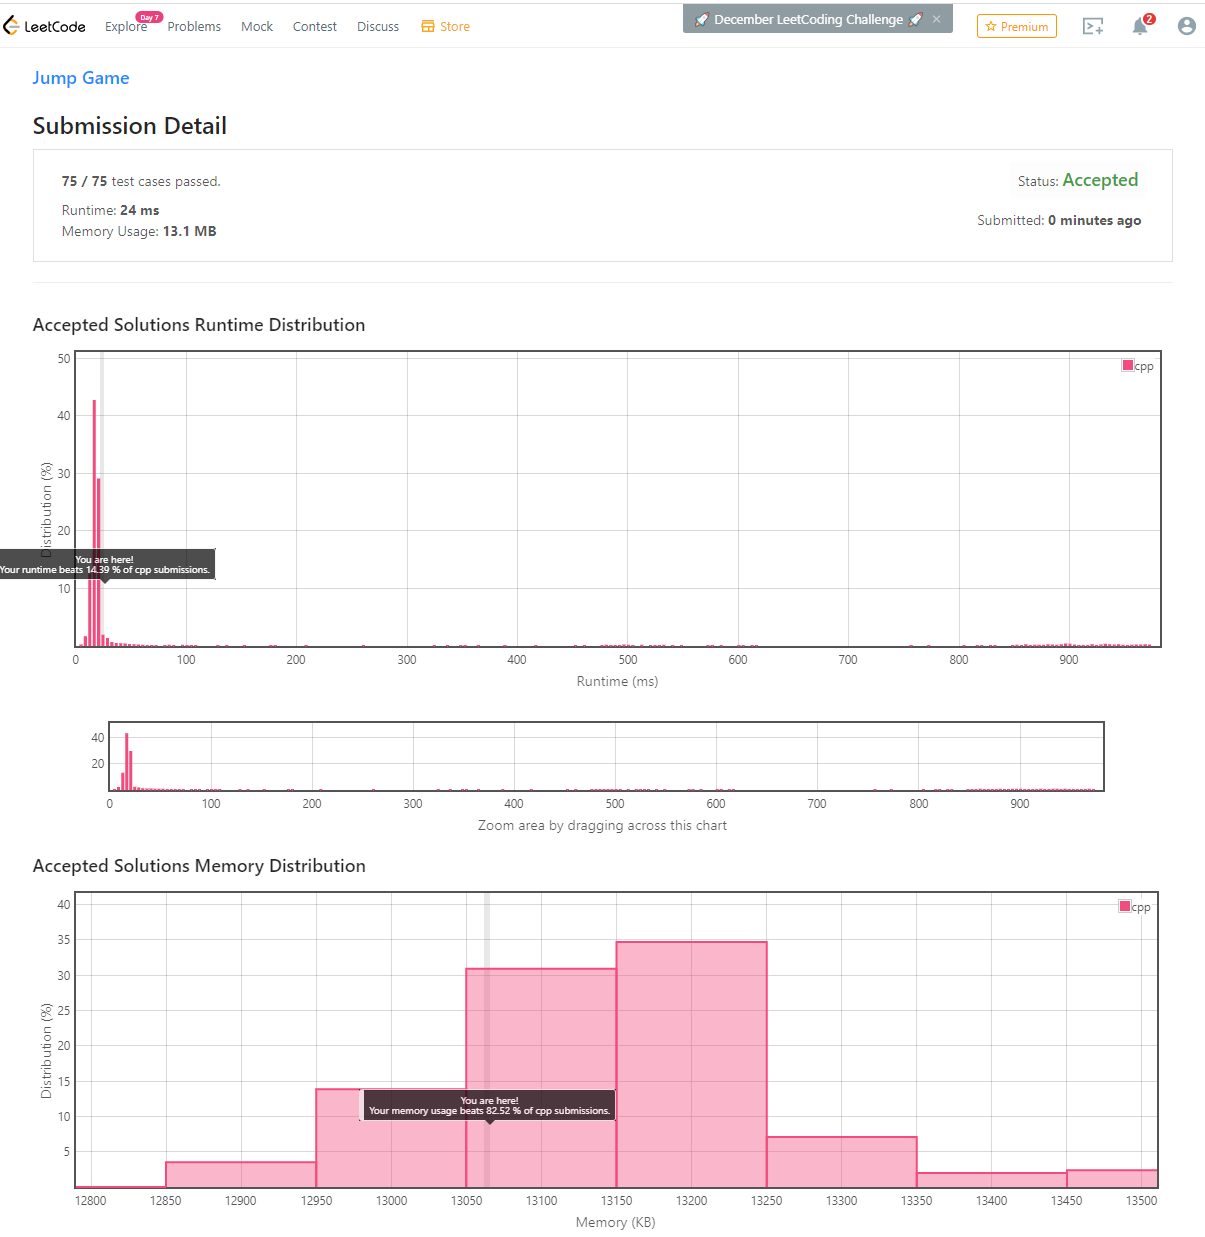 LeetCode
Explore
Day 7
Problems
Mock
Contest
Discuss
Store
🚀 December LeetCoding Challenge 🚀 ×
Premium
2
Jump Game
Submission Detail
75 / 75 test cases passed.
Status: Accepted
Runtime: 24 ms
Submitted: 0 minutes ago
Memory Usage: 13.1 MB
Accepted Solutions Runtime Distribution
cpp
50
40
30
20
10
Distribution (%)
You are here!
Your runtime beats 14.39 % of cpp submissions.
0 100 200 300 400 500 600 700 800 900
Runtime (ms)
40
20
0 100 200 300 400 500 600 700 800 900
Zoom area by dragging across this chart
Accepted Solutions Memory Distribution
cpp
40
35
30
25
20
15
10
5
Distribution (%)
You are here!
Your memory usage beats 82.52 % of cpp submissions.
12800 12850 12900 12950 13000 13050 13100 13150 13200 13250 13300 13350 13400 13450 13500
Memory (KB)